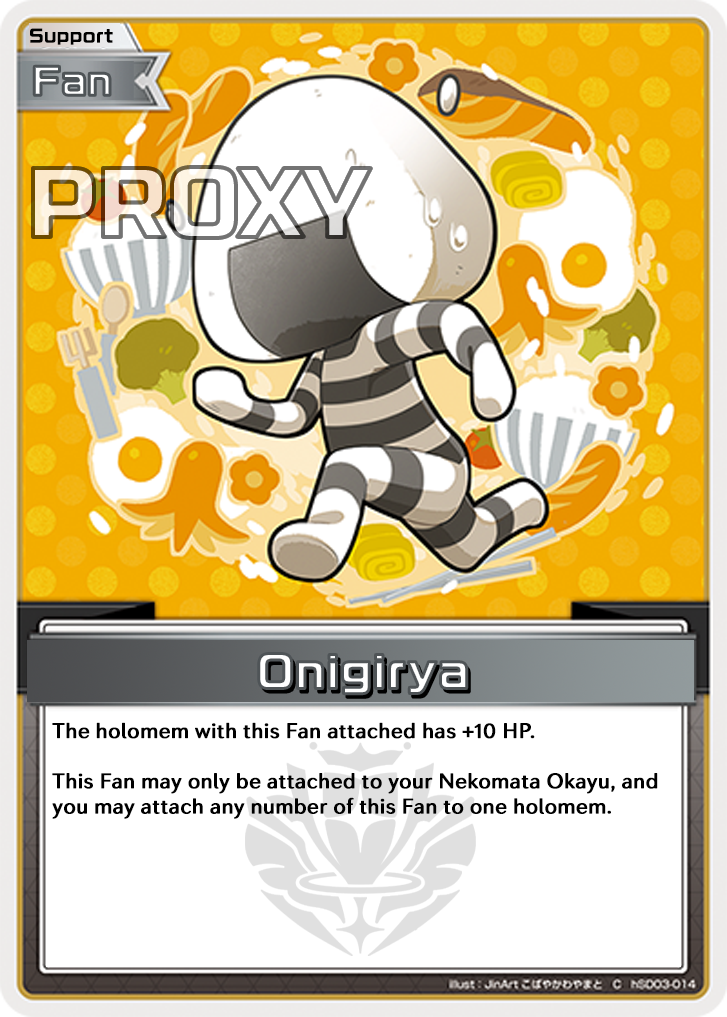 Support
Fan
PROXY
Onigirya
The holomem with this Fan attached has +10 HP.
This Fan may only be attached to your Nekomata Okayu, and
you may attach any number of this Fan to one holomem.
illust : JinArt こばやかわやまと C hSD03-014